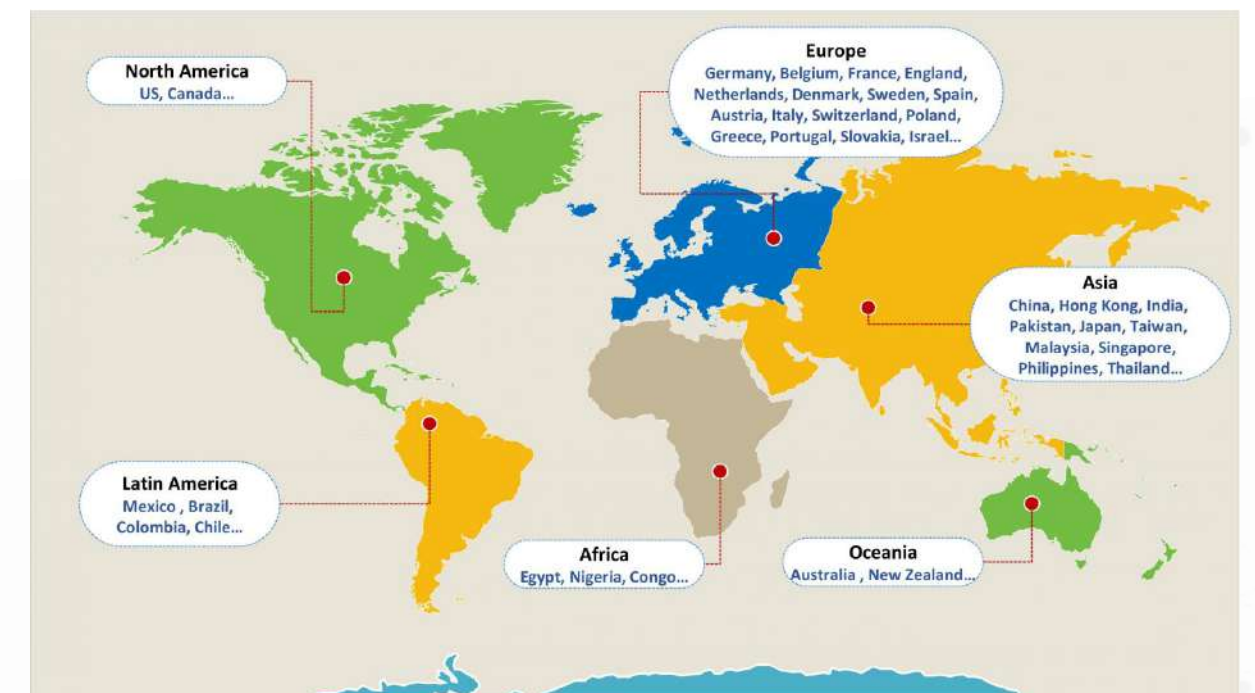 North America
US, Canada...
Europe
Germany, Belgium, France, England,
Netherlands, Denmark, Sweden, Spain,
Austria, Italy, Switzerland, Poland,
Greece, Portugal, Slovakia, Israel...
Asia
China, Hong Kong, India,
Pakistan, Japan, Taiwan,
Malaysia, Singapore,
Philippines, Thailand...
Latin America
Mexico , Brazil,
Colombia, Chile...
Africa
Egypt, Nigeria, Congo...
Oceania
Australia , New Zealand...